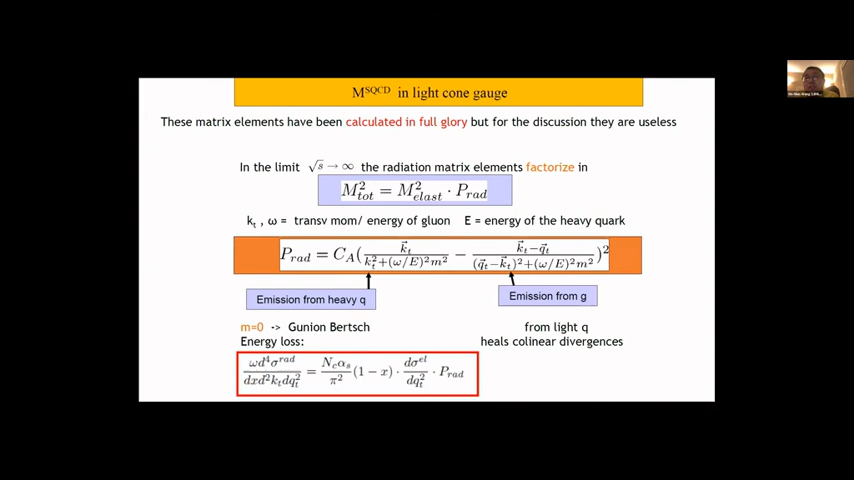 M^SQCD in light cone gauge
These matrix elements have been calculated in full glory but for the discussion they are useless
In the limit √s → ∞ the radiation matrix elements factorize in
M²_tot = M²_elast · P_rad
k_t , ω = transv mom/ energy of gluon E = energy of the heavy quark
P_rad = C_A( k⃗_t / (k_t²+(ω/E)²m²) − (k⃗_t−q⃗_t) / ((q⃗_t−k⃗_t)²+(ω/E)²m²) )²
Emission from heavy q Emission from g
m=0 -> Gunion Bertsch from light q
Energy loss: heals colinear divergences
ωd⁴σ^rad / dxd²k_tdq_t² = N_cα_s / π² (1 − x) · dσ^el / dq_t² · P_rad